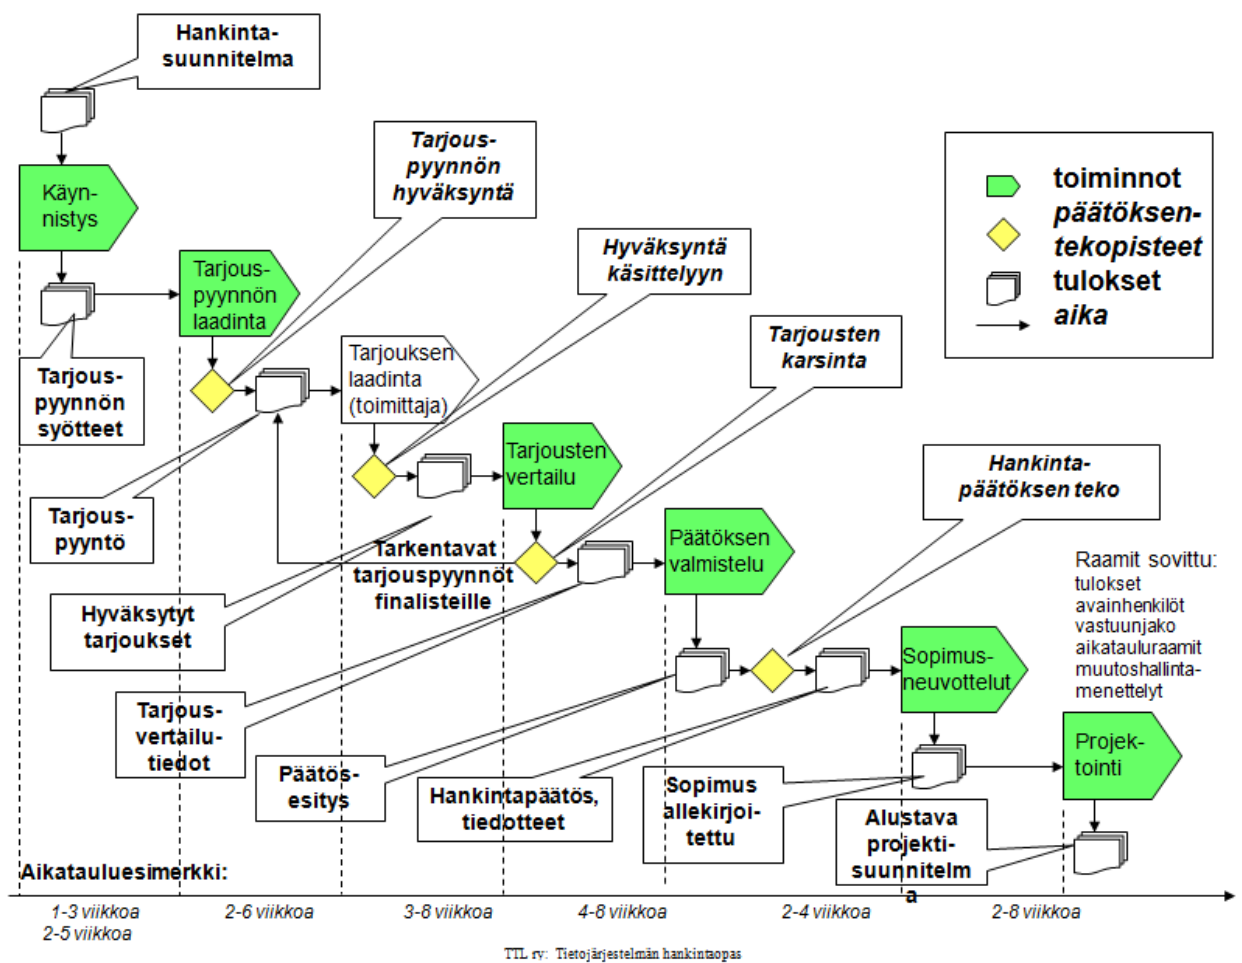 Hankinta-
suunnitelma
Käyn-
nistys
Tarjous-
pyynnön
hyväksyntä
toiminnot
päätöksen-
tekopisteet
tulokset
aika
Tarjous-
pyynnön
laadinta
Hyväksyntä
käsittelyyn
Tarjous-
pyynnön
syötteet
Tarjouksen
laadinta
(toimittaja)
Tarjousten
karsinta
Tarjous-
pyyntö
Tarjousten
vertailu
Hankinta-
päätöksen teko
Tarkentavat
tarjouspyynnöt
finalisteille
Päätöksen
valmistelu
Raamit sovittu:
tulokset
avainhenkilöt
vastuunjako
aikatauluraamit
muutoshallinta-
menettelyt
Hyväksytyt
tarjoukset
Sopimus-
neuvottelut
Tarjous-
vertailu-
tiedot
Päätös-
esitys
Hankintapäätös,
tiedotteet
Sopimus
allekirjoi-
tettu
Projek-
tointi
Alustava
projekti-
suunnitelm
a
Aikatauluesimerkki:
1-3 viikkoa
2-6 viikkoa
3-8 viikkoa
4-8 viikkoa
2-4 viikkoa
2-8 viikkoa
2-5 viikkoa
TTL ry: Tietojärjestelmän hankintaopas